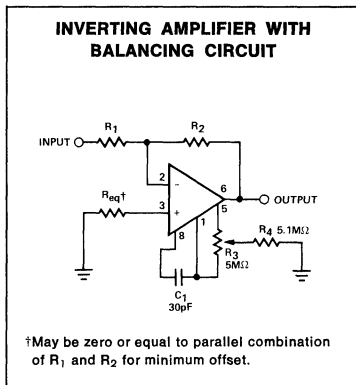 INVERTING AMPLIFIER WITH
BALANCING CIRCUIT
R1
R2
INPUT
2
-
6
Req†
3
+
5
OUTPUT
8
1
R4 5.1MΩ
R3
5MΩ
C1
30pF
†May be zero or equal to parallel combination
of R1 and R2 for minimum offset.